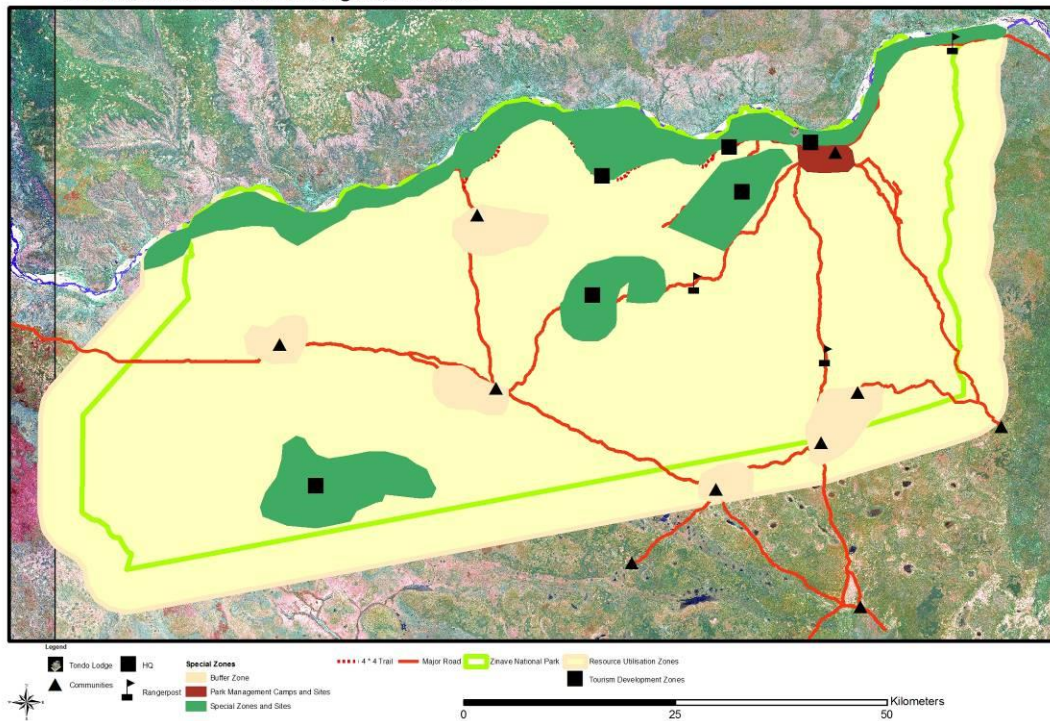 Legend
Tondo Lodge
HQ
Communities
Rangerpost
Special Zones
Buffer Zone
Park Management Camps and Sites
Special Zones and Sites
4 * 4 Trail
Major Road
Zinave National Park
Resource Utilisation Zones
Tourism Development Zones
Kilometers
0 25 50